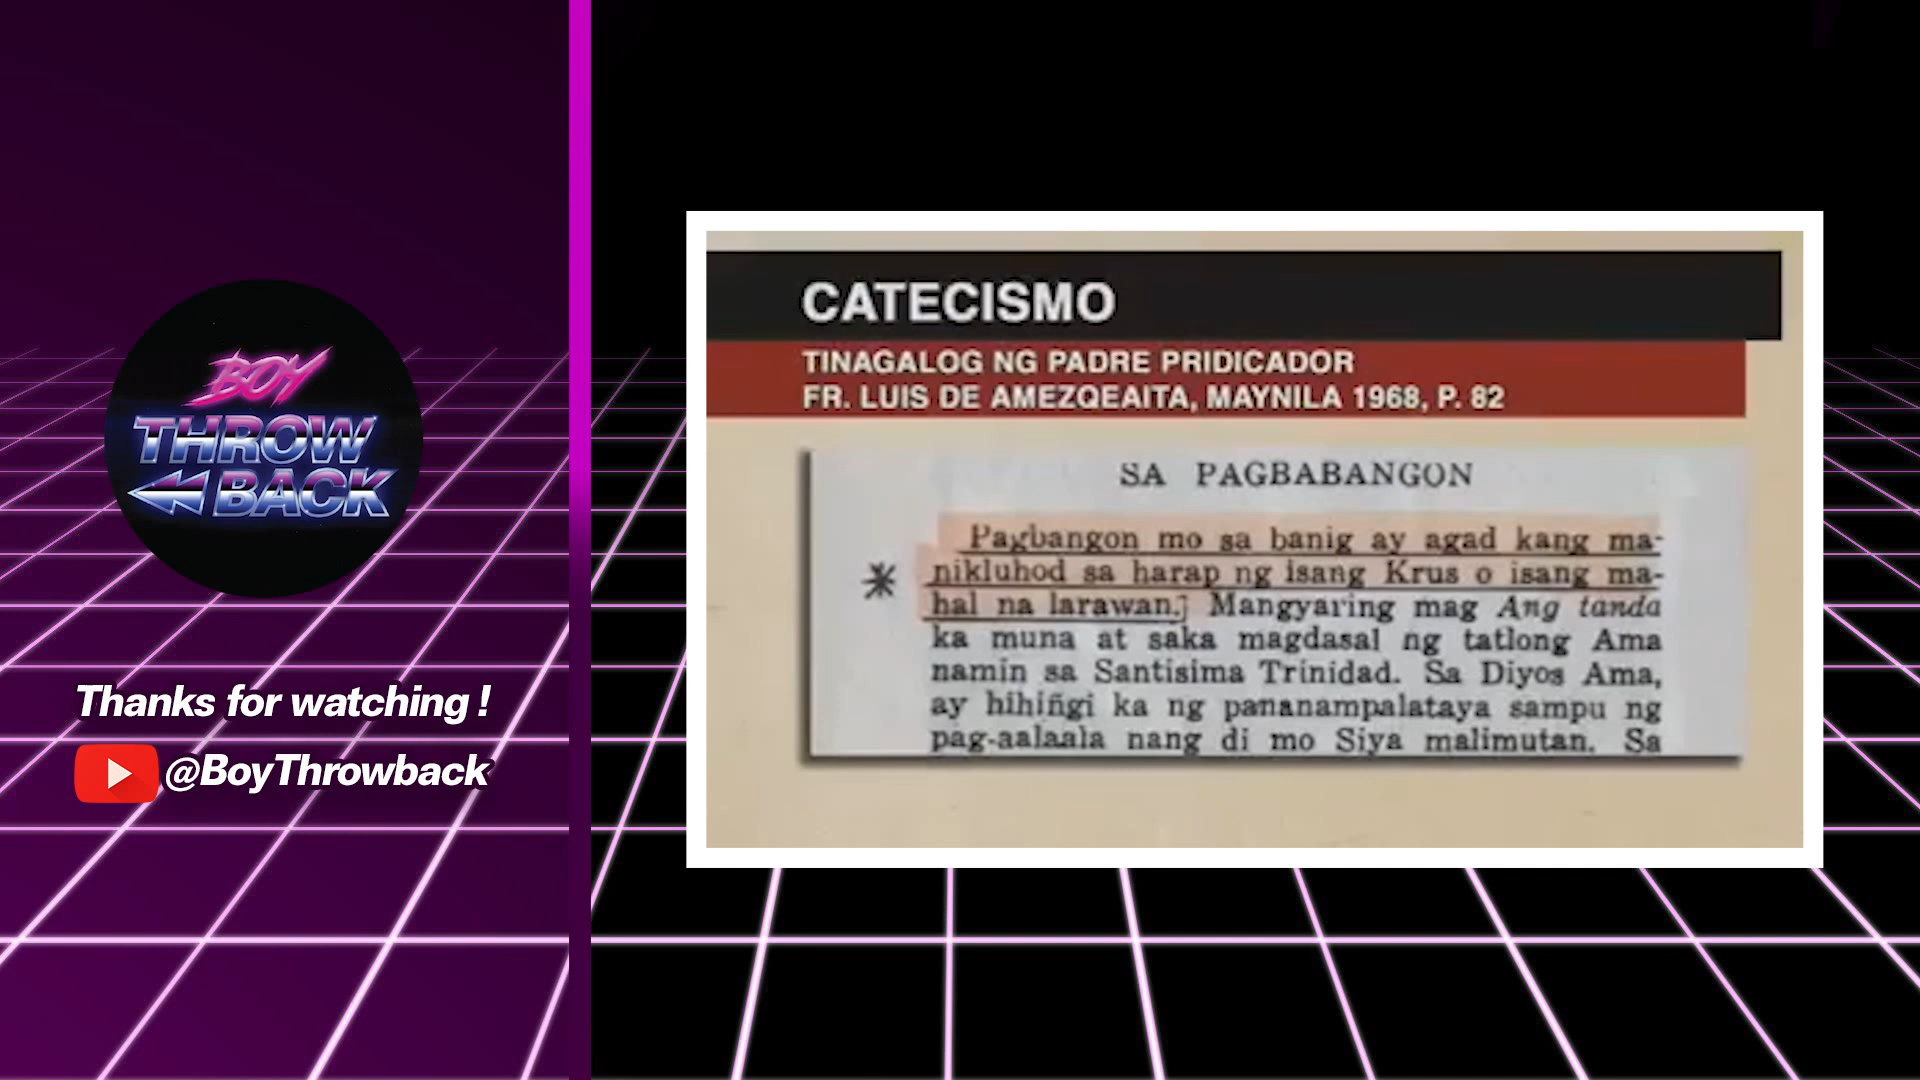 BOY
THROW
BACK
Thanks for watching !
@BoyThrowback
CATECISMO
TINAGALOG NG PADRE PRIDICADOR
FR. LUIS DE AMEZQEAITA, MAYNILA 1968, P. 82
SA PAGBABANGON
Pagbangon mo sa banig ay agad kang ma-
* nikluhod sa harap ng isang Krus o isang ma-
hal na larawan.] Mangyaring mag Ang tanda
ka muna at saka magdasal ng tatlong Ama
namin sa Santisima Trinidad. Sa Diyos Ama,
ay hihiñgi ka ng pananampalataya sampu ng
pag-aalaala nang di mo Siya malimutan. Sa